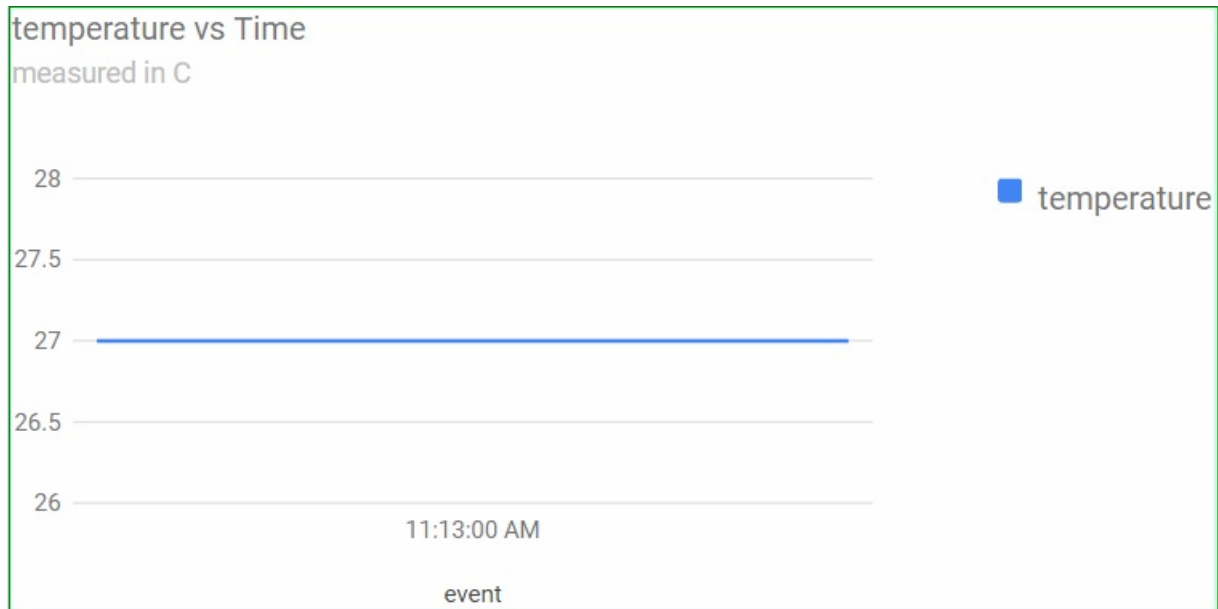 temperature vs Time
measured in C
28
temperature
27.5
27
26.5
26
11:13:00 AM
event